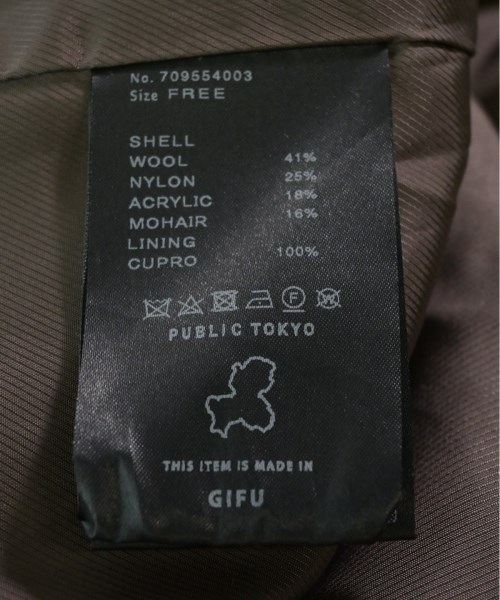 No. 709554003
Size FREE
SHELL
WOOL 41%
NYLON 25%
ACRYLIC 18%
MOHAIR 16%
LINING
CUPRO 100%
F W
PUBLIC TOKYO
THIS ITEM IS MADE IN
GIFU